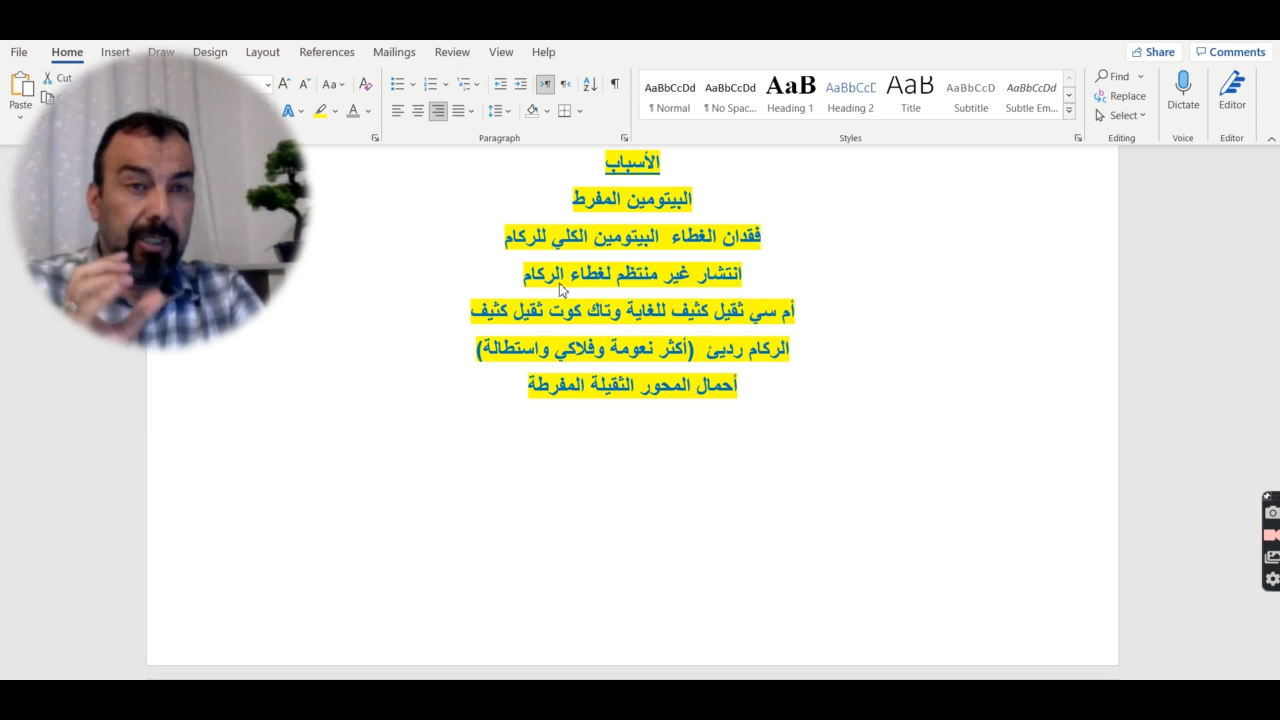 File Home Insert Draw Design Layout References Mailings Review View Help Share Comments
Cut Find
Paste Replace Dictate Editor
Select
AaBbCcDd AaBbCcDd AaB AaBbCcD AaB AaBbCcD AaBbCcDd
¶ Normal ¶ No Spac... Heading 1 Heading 2 Title Subtitle Subtle Em...
Paragraph Styles Editing Voice Editor
الأسباب
البيتومين المفرط
فقدان الغطاء البيتومين الكلي للركام
انتشار غير منتظم لغطاء الركام
أم سي ثقيل كثيف للغاية وتاك كوت ثقيل كثيف
الركام رديئ (أكثر نعومة وفلاكي واستطالة)
أحمال المحور الثقيلة المفرطة